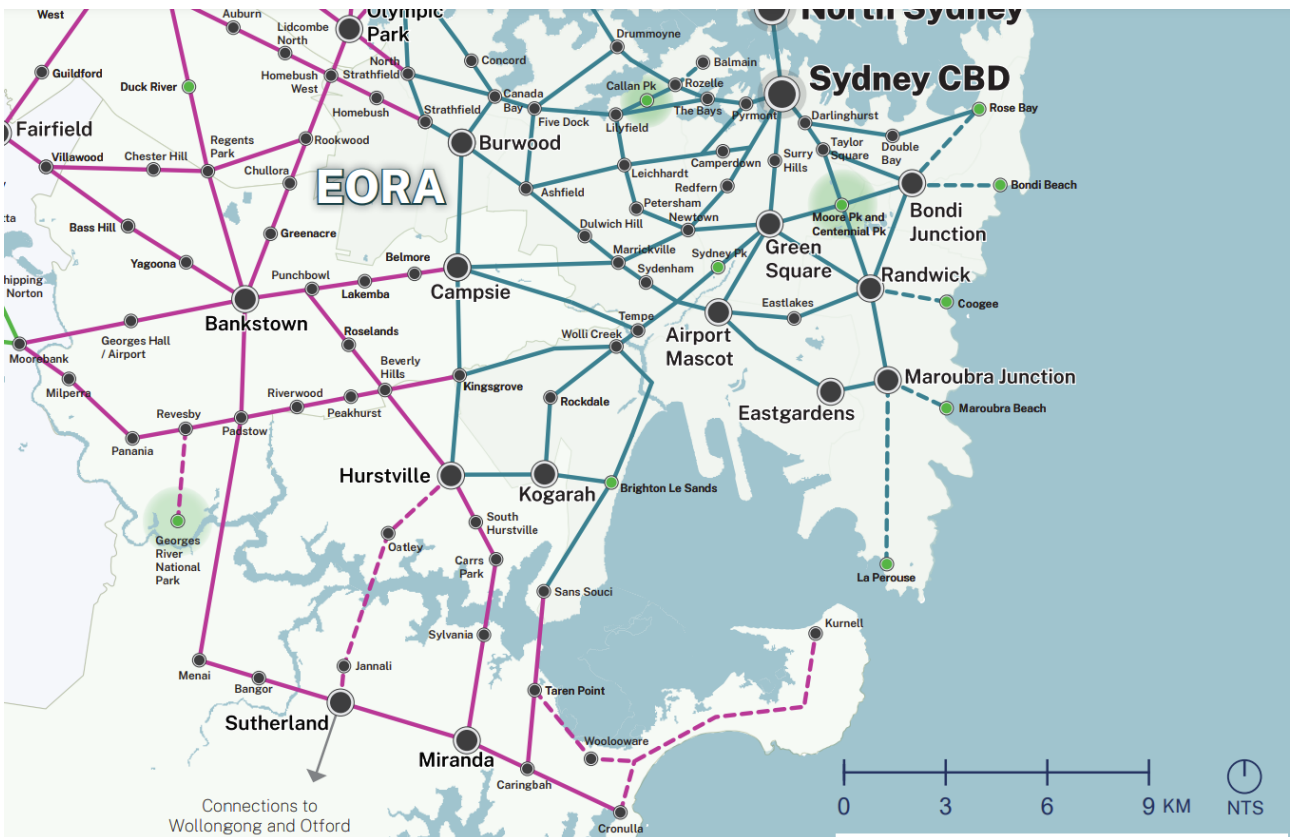 West
Auburn
Olympic
Park
North Sydney
Lidcombe
North
Drummoyne
Guildford
Homebush
West
North
Strathfield
Concord
Balmain
Sydney CBD
Duck River
Callan Pk
Rozelle
Homebush
Canada
Bay
The Bays
Pyrmont
Rose Bay
Strathfield
Five Dock
Lilyfield
Darlinghurst
Fairfield
Rookwood
Burwood
Taylor
Square
Double
Bay
Villawood
Chester Hill
Regents
Park
Camperdown
Surry
Hills
Chullora
EORA
Ashfield
Leichhardt
Redfern
Bondi Beach
Petersham
Newtown
Moore Pk and
Centennial Pk
Bondi
Junction
tta
Bass Hill
Greenacre
Dulwich Hill
Marrickville
Green
Square
Yagoona
Belmore
Sydney Pk
Punchbowl
Sydenham
Randwick
hipping
Norton
Lakemba
Campsie
Coogee
Bankstown
Eastlakes
Georges Hall
/ Airport
Roselands
Tempe
Wolli Creek
Airport
Mascot
Moorebank
Beverly
Hills
Milperra
Kingsgrove
Maroubra Junction
Riverwood
Peakhurst
Rockdale
Eastgardens
Maroubra Beach
Revesby
Padstow
Panania
Hurstville
Kogarah
Brighton Le Sands
South
Hurstville
Georges
River
National
Park
Oatley
Carrs
Park
La Perouse
Sans Souci
Sylvania
Kurnell
Menai
Jannali
Bangor
Taren Point
Sutherland
Woolooware
Miranda
Caringbah
Connections to
Wollongong and Otford
Cronulla
0 3 6 9 KM
NTS